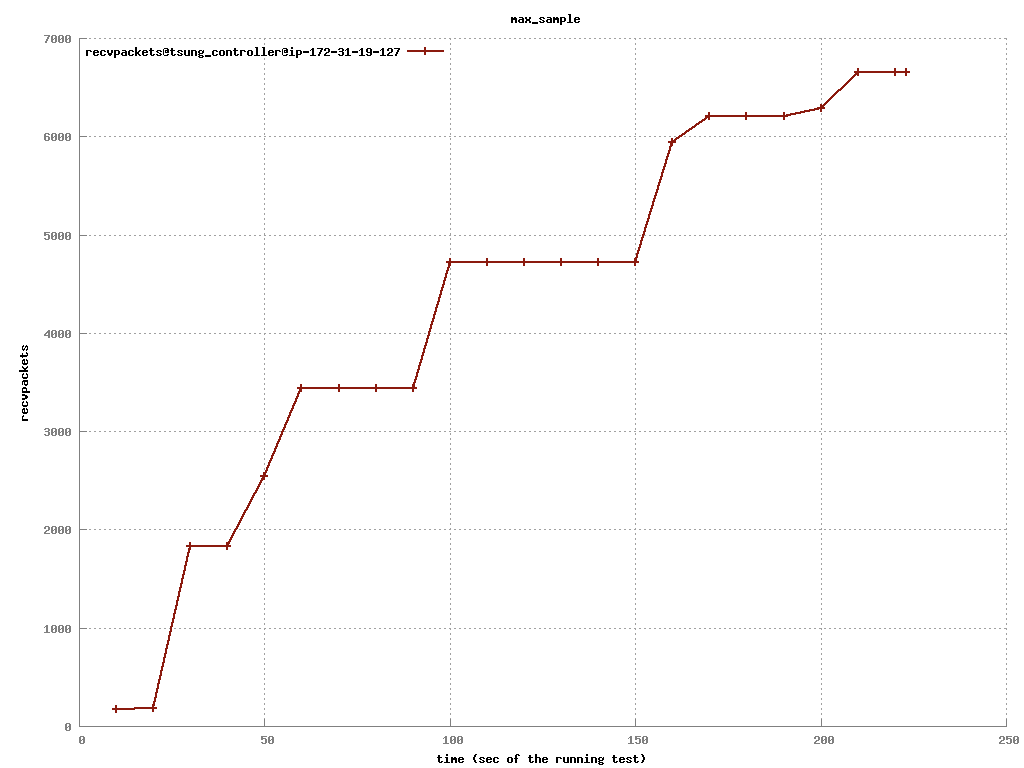 max_sample
7000
recvpackets@tsung_controller@ip-172-31-19-127
6000
5000
4000
recvpackets
3000
2000
1000
0
0 50 100 150 200 250
time (sec of the running test)